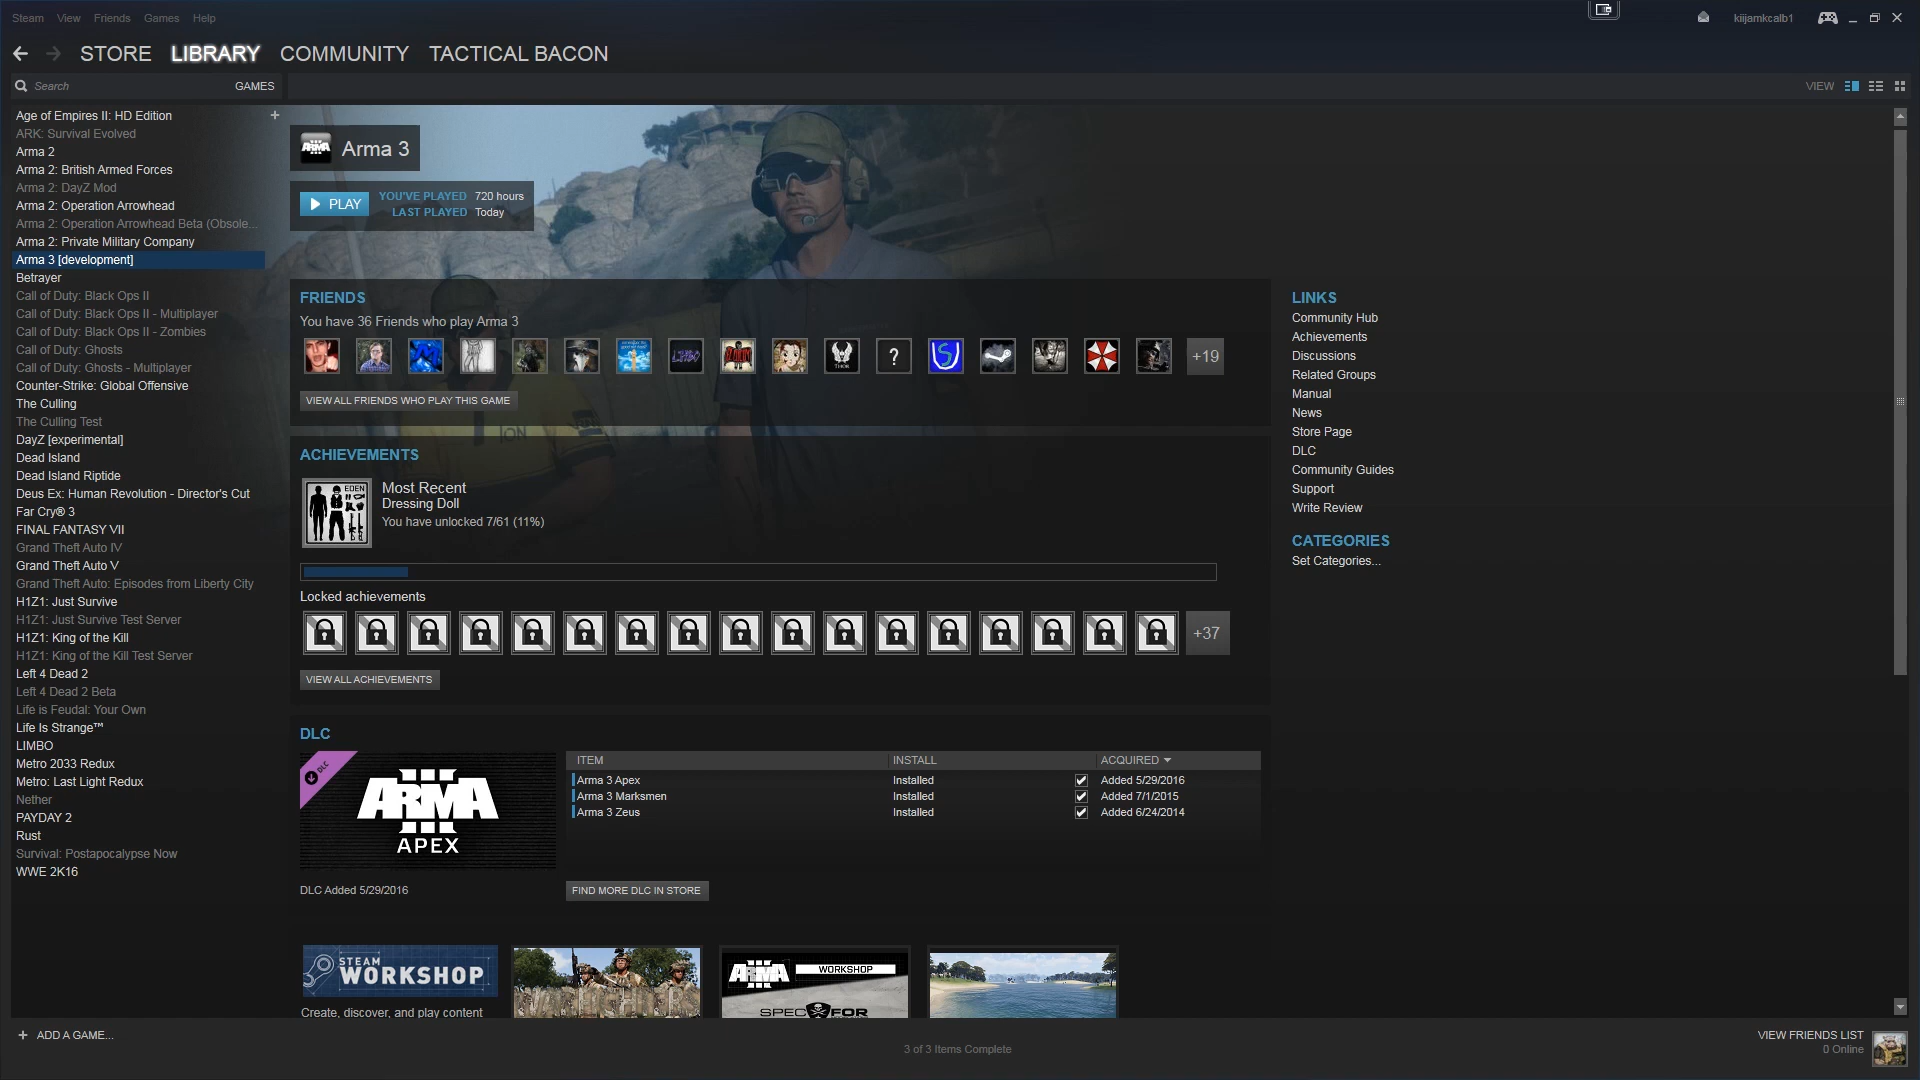 Steam View Friends Games Help
kiijamkcalb1
STORE LIBRARY COMMUNITY TACTICAL BACON
Search GAMES
VIEW
Age of Empires II: HD Edition
ARK: Survival Evolved
Arma 2
Arma 2: British Armed Forces
Arma 2: DayZ Mod
Arma 2: Operation Arrowhead
Arma 2: Operation Arrowhead Beta (Obsole...
Arma 2: Private Military Company
Arma 3 [development]
Betrayer
Call of Duty: Black Ops II
Call of Duty: Black Ops II - Multiplayer
Call of Duty: Black Ops II - Zombies
Call of Duty: Ghosts
Call of Duty: Ghosts - Multiplayer
Counter-Strike: Global Offensive
The Culling
The Culling Test
DayZ [experimental]
Dead Island
Dead Island Riptide
Deus Ex: Human Revolution - Director's Cut
Far Cry® 3
FINAL FANTASY VII
Grand Theft Auto IV
Grand Theft Auto V
Grand Theft Auto: Episodes from Liberty City
H1Z1: Just Survive
H1Z1: Just Survive Test Server
H1Z1: King of the Kill
H1Z1: King of the Kill Test Server
Left 4 Dead 2
Left 4 Dead 2 Beta
Life is Feudal: Your Own
Life Is Strange™
LIMBO
Metro 2033 Redux
Metro: Last Light Redux
Nether
PAYDAY 2
Rust
Survival: Postapocalypse Now
WWE 2K16
+ ADD A GAME...
ARMA
Arma 3
PLAY
YOU'VE PLAYED 720 hours
LAST PLAYED Today
FRIENDS
You have 36 Friends who play Arma 3
LIMBO
THOR
?
+19
VIEW ALL FRIENDS WHO PLAY THIS GAME
ION
ACHIEVEMENTS
EDEN
Most Recent
Dressing Doll
You have unlocked 7/61 (11%)
Locked achievements
+37
VIEW ALL ACHIEVEMENTS
DLC
DLC
ARMA III
APEX
DLC Added 5/29/2016
ITEM INSTALL ACQUIRED
Arma 3 Apex Installed Added 5/29/2016
Arma 3 Marksmen Installed Added 7/1/2015
Arma 3 Zeus Installed Added 6/24/2014
FIND MORE DLC IN STORE
STEAM
WORKSHOP
Create, discover, and play content
ARMA WORKSHOP
SPEC FOR
LINKS
Community Hub
Achievements
Discussions
Related Groups
Manual
News
Store Page
DLC
Community Guides
Support
Write Review
CATEGORIES
Set Categories...
3 of 3 Items Complete
VIEW FRIENDS LIST
0 Online